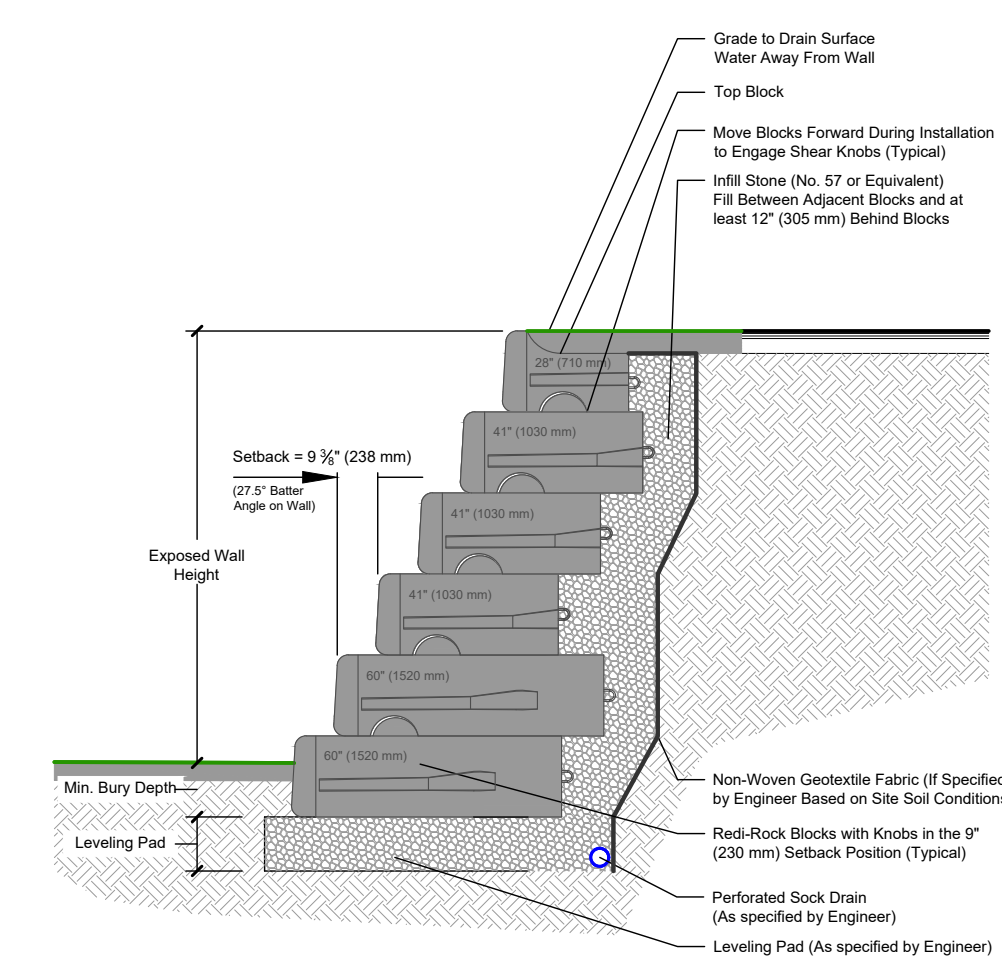 Grade to Drain Surface
Water Away From Wall
Top Block
Move Blocks Forward During Installation
to Engage Shear Knobs (Typical)
Infill Stone (No. 57 or Equivalent)
Fill Between Adjacent Blocks and at
least 12" (305 mm) Behind Blocks
28" (710 mm)
41" (1030 mm)
Setback = 9 ⅜" (238 mm)
(27.5° Batter
Angle on Wall)
41" (1030 mm)
Exposed Wall
Height
41" (1030 mm)
60" (1520 mm)
60" (1520 mm)
Min. Bury Depth
Leveling Pad
Non-Woven Geotextile Fabric (If Specified
by Engineer Based on Site Soil Conditions
Redi-Rock Blocks with Knobs in the 9"
(230 mm) Setback Position (Typical)
Perforated Sock Drain
(As specified by Engineer)
Leveling Pad (As specified by Engineer)